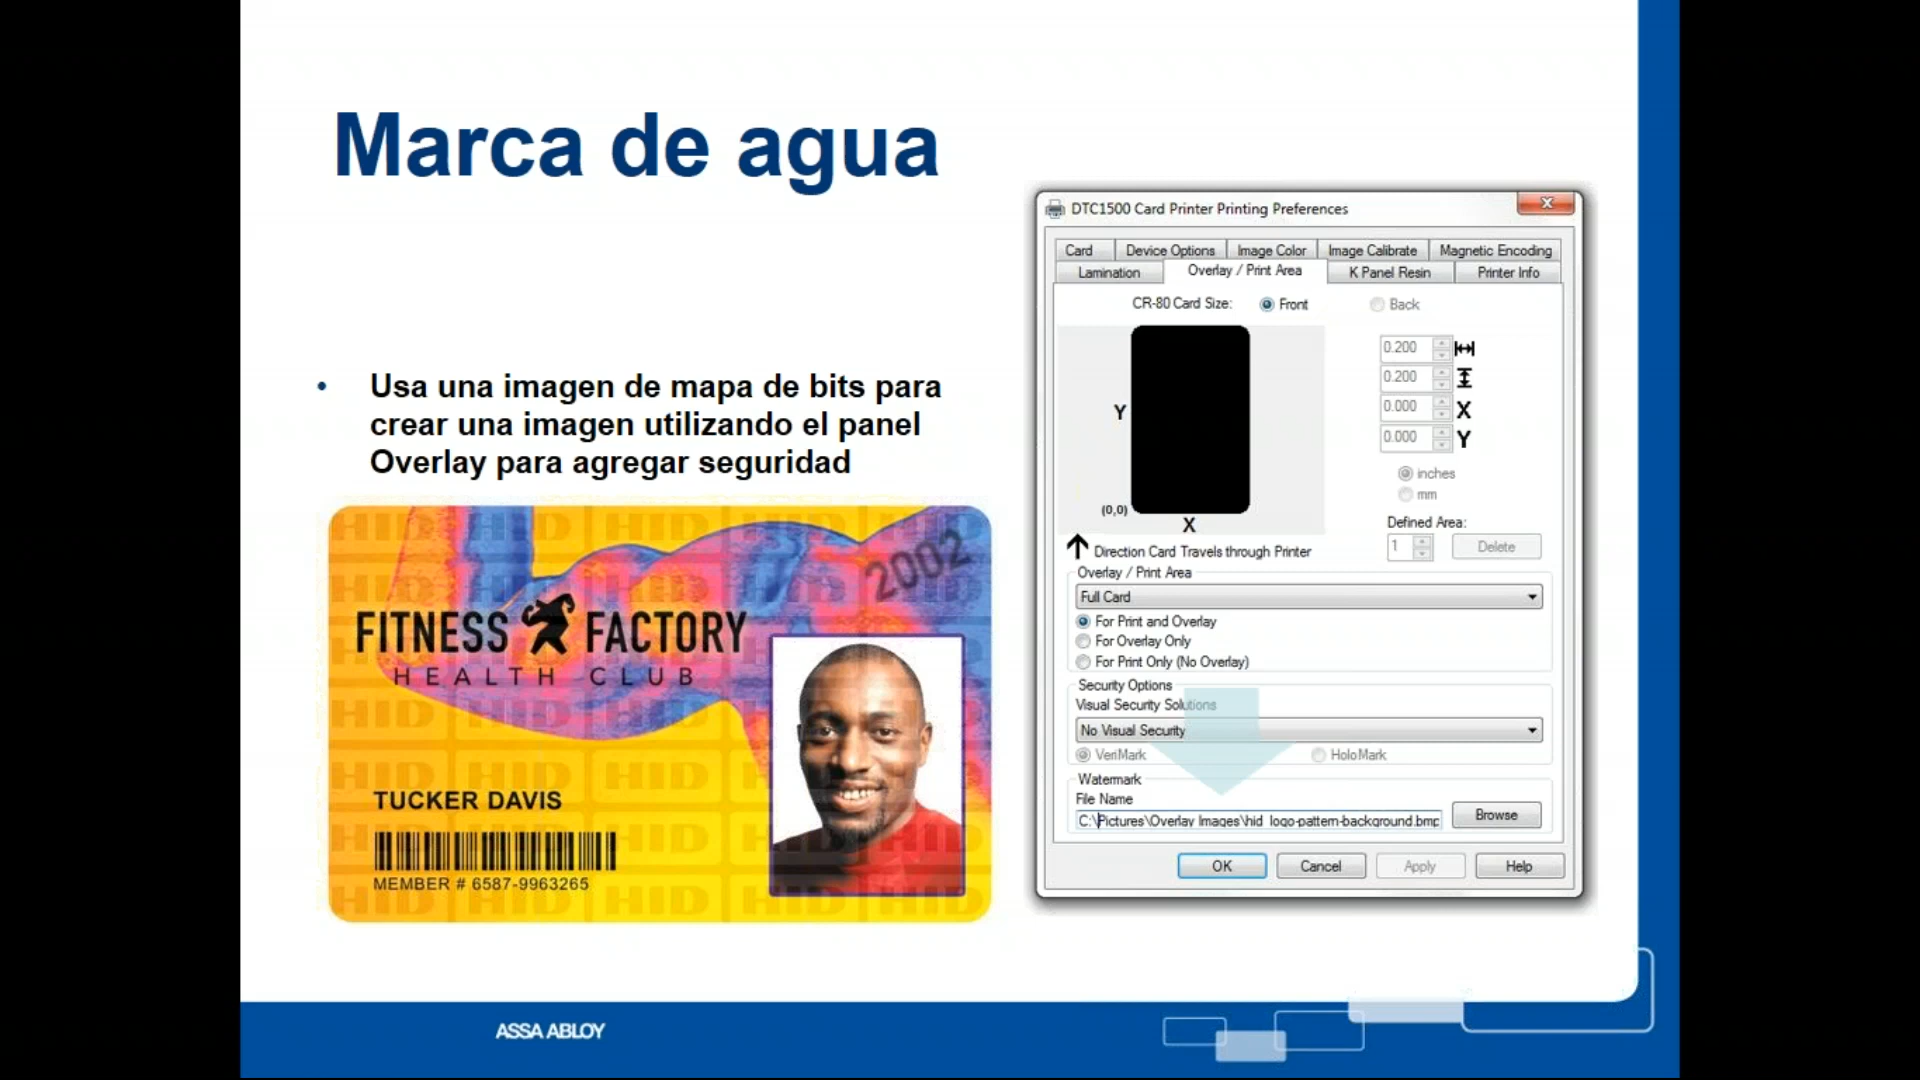 Marca de agua
• Usa una imagen de mapa de bits para
crear una imagen utilizando el panel
Overlay para agregar seguridad
2002
FITNESS FACTORY
HEALTH CLUB
HID HID HID HID
TUCKER DAVIS
MEMBER # 6587-9963265
DTC1500 Card Printer Printing Preferences
Card Device Options Image Color Image Calibrate Magnetic Encoding
Lamination Overlay / Print Area K Panel Resin Printer Info
CR-80 Card Size: Front Back
0.200
0.200
0.000 X
0.000 Y
Y
(0,0)
X
inches
mm
Defined Area:
1 Delete
Direction Card Travels through Printer
Overlay / Print Area
Full Card
For Print and Overlay
For Overlay Only
For Print Only (No Overlay)
Security Options
Visual Security Solutions
No Visual Security
VeriMark HoloMark
Watermark
File Name
C:\Pictures\Overlay Images\hid_logo-pattern-background.bmp Browse
OK Cancel Apply Help
ASSA ABLOY